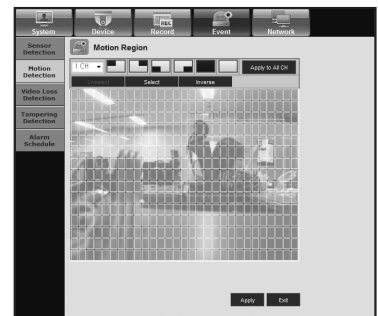 System Device Record Event Network
REC
Sensor
Detection
Motion Region
Motion
Detection
1 CH Apply to All CH
Unselect Select Inverse
Video Loss
Detection
Tampering
Detection
Alarm
Schedule
Apply Exit